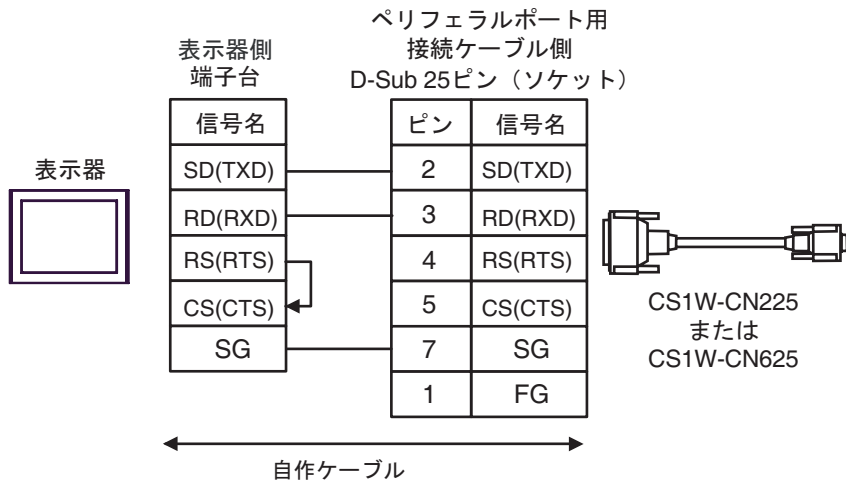 ペリフェラルポート用
接続ケーブル側
D-Sub 25ピン（ソケット）
表示器側
端子台
信号名
ピン
信号名
表示器
SD(TXD)
2
SD(TXD)
RD(RXD)
3
RD(RXD)
RS(RTS)
4
RS(RTS)
CS(CTS)
5
CS(CTS)
SG
7
SG
1
FG
CS1W-CN225
または
CS1W-CN625
自作ケーブル